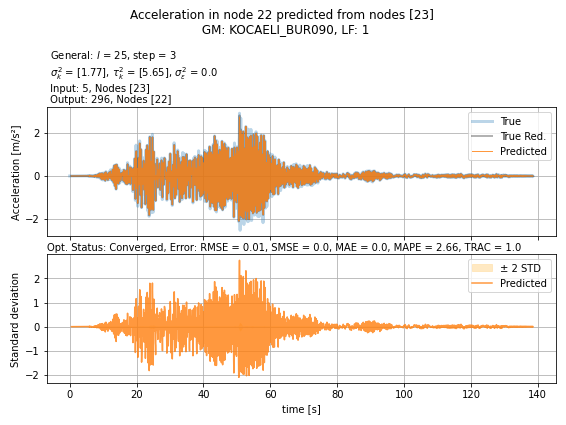 Acceleration in node 22 predicted from nodes [23]
GM: KOCAELI_BUR090, LF: 1
General: l = 25, step = 3
σ²ₖ = [1.77], τ²ₖ = [5.65], σ²ε = 0.0
Input: 5, Nodes [23]
Output: 296, Nodes [22]
Acceleration [m/s²]
2
0
−2
True
True Red.
Predicted
Opt. Status: Converged, Error: RMSE = 0.01, SMSE = 0.0, MAE = 0.0, MAPE = 2.66, TRAC = 1.0
Standard deviation
3
2
1
0
−1
−2
± 2 STD
Predicted
0 20 40 60 80 100 120 140
time [s]